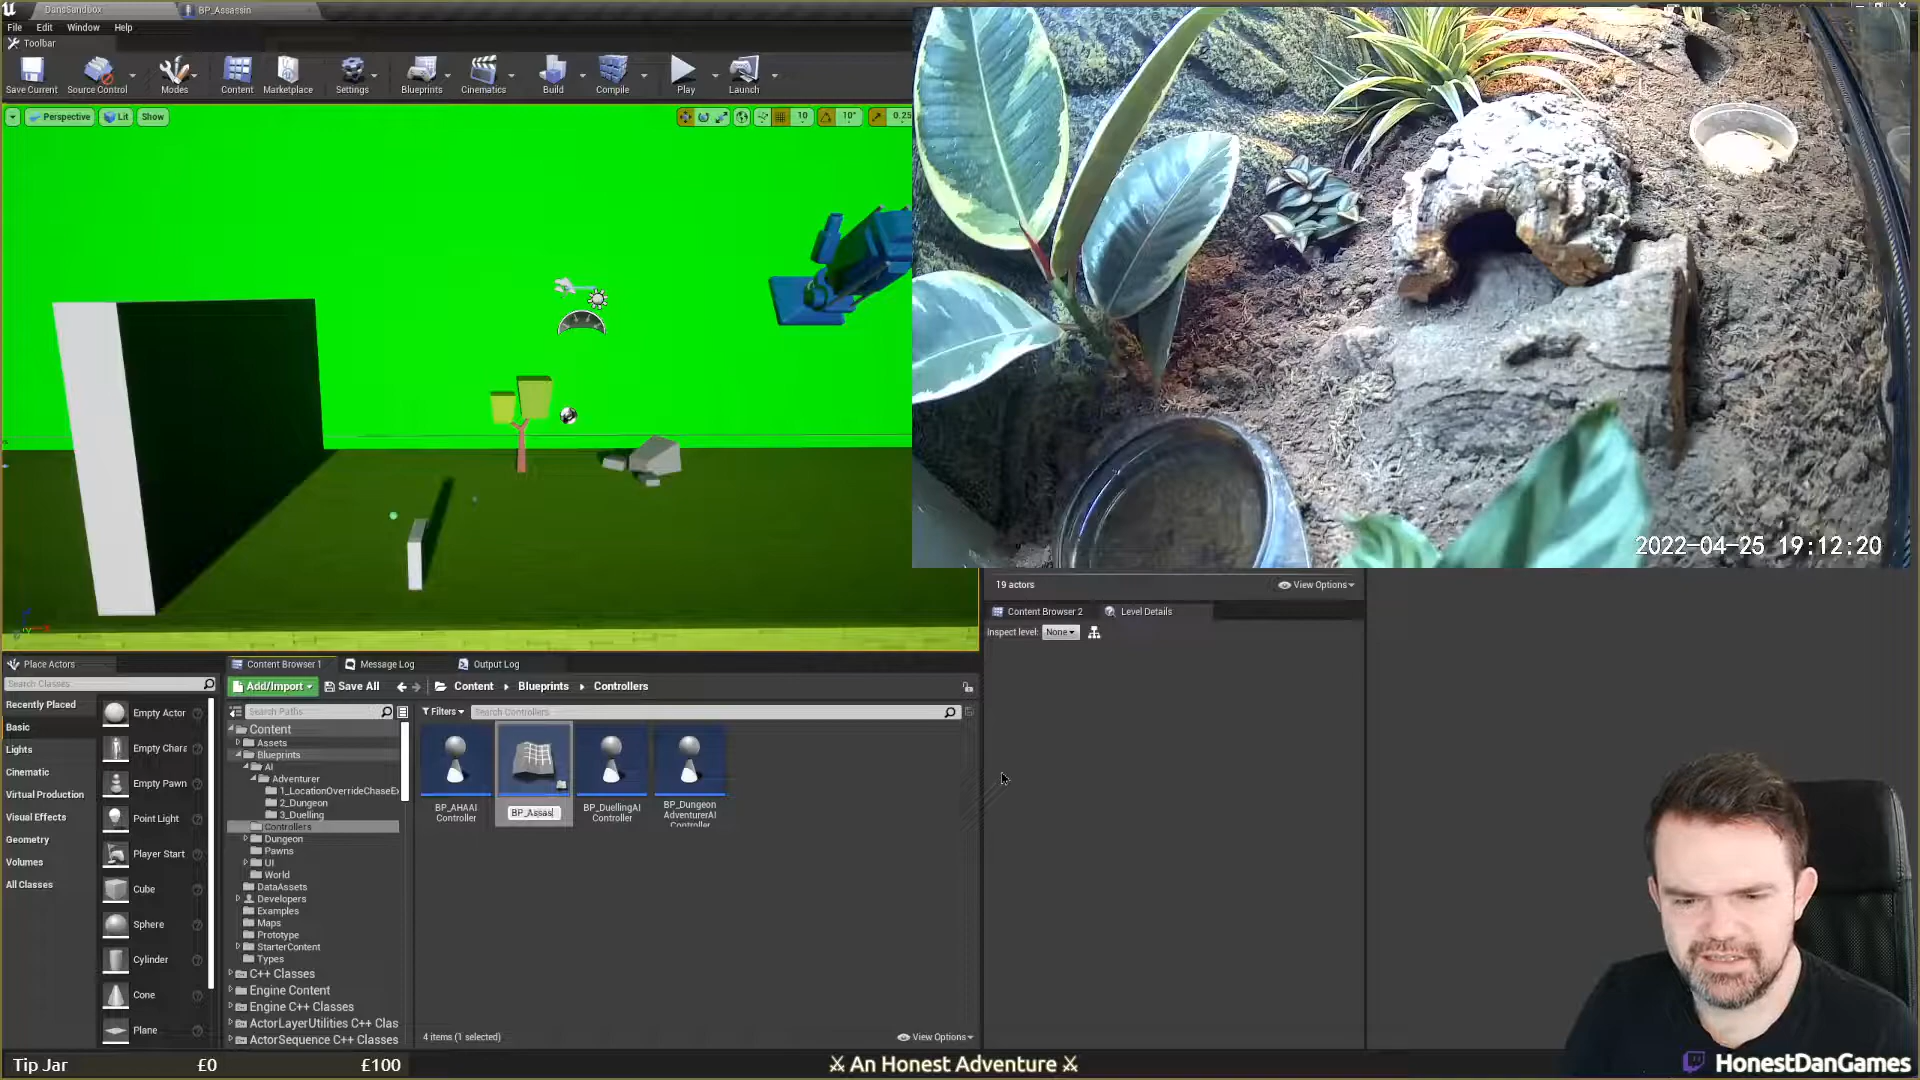 DansSandbox
BP_Assassin
File Edit Window Help
Toolbar
Save Current
Source Control
Modes
Content
Marketplace
Settings
Blueprints
Cinematics
Build
Compile
Play
Launch
Perspective
Lit
Show
10
10°
0.25
2022-04-25 19:12:20
19 actors
View Options
Content Browser 2
Level Details
Inspect level: None
Place Actors
Search Classes
Recently Placed
Basic
Lights
Cinematic
Virtual Production
Visual Effects
Geometry
Volumes
All Classes
Empty Actor
Empty Chara
Empty Pawn
Point Light
Player Start
Cube
Sphere
Cylinder
Cone
Plane
Content Browser 1
Message Log
Output Log
Add/Import
Save All
Content
Blueprints
Controllers
Search Paths
Filters
Search Controllers
Content
Assets
Blueprints
AI
Adventurer
1_LocationOverrideChaseEx
2_Dungeon
3_Duelling
Controllers
Dungeon
Pawns
UI
World
DataAssets
Developers
Examples
Maps
Prototype
StarterContent
Types
C++ Classes
Engine Content
Engine C++ Classes
ActorLayerUtilities C++ Clas
ActorSequence C++ Classes
BP_AHAAI
Controller
BP_Assas
BP_DuellingAI
Controller
BP_Dungeon
AdventurerAI
Controller
4 items (1 selected)
View Options
Tip Jar £0 £100
An Honest Adventure
HonestDanGames